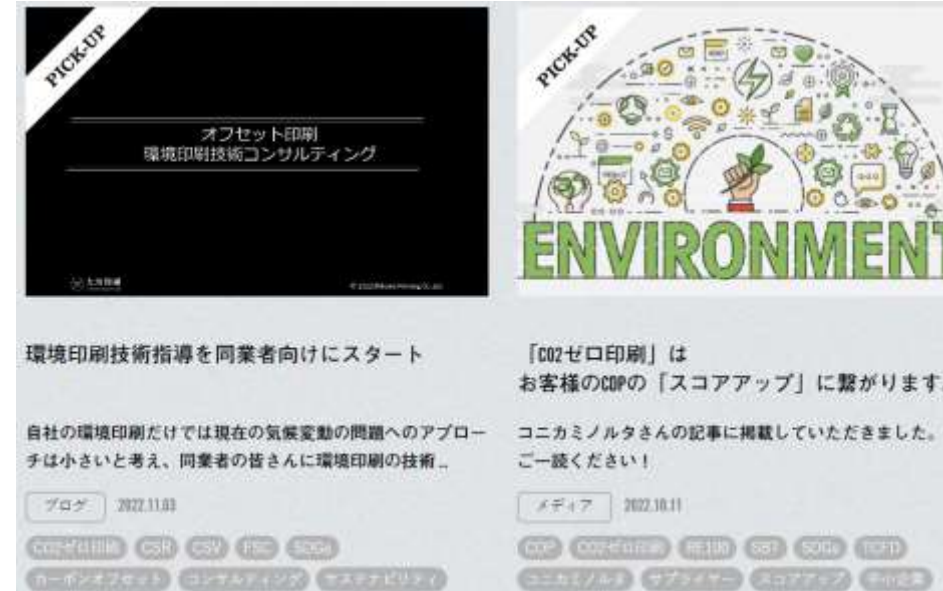 PICK-UP
オフセット印刷
環境印刷技術コンサルティング
環境印刷技術指導を同業者向けにスタート
自社の環境印刷だけでは現在の気候変動の問題へのアプロー
チは小さいと考え、同業者の皆さんに環境印刷の技術…
ブログ 2022.11.03
CO2ゼロ印刷 CSR CSV FSC SDGs
カーボンオフセット コンサルティング サステナビリティ
PICK-UP
ENVIRONMENT
「CO2ゼロ印刷」は
お客様のCDPの「スコアアップ」に繋がります
コニカミノルタさんの記事に掲載していただきました。
ご一読ください！
メディア 2022.10.11
CDP CO2ゼロ印刷 RE100 SBT SDGs TCFD
コニカミノルタ サプライヤー スコアアップ 中小企業